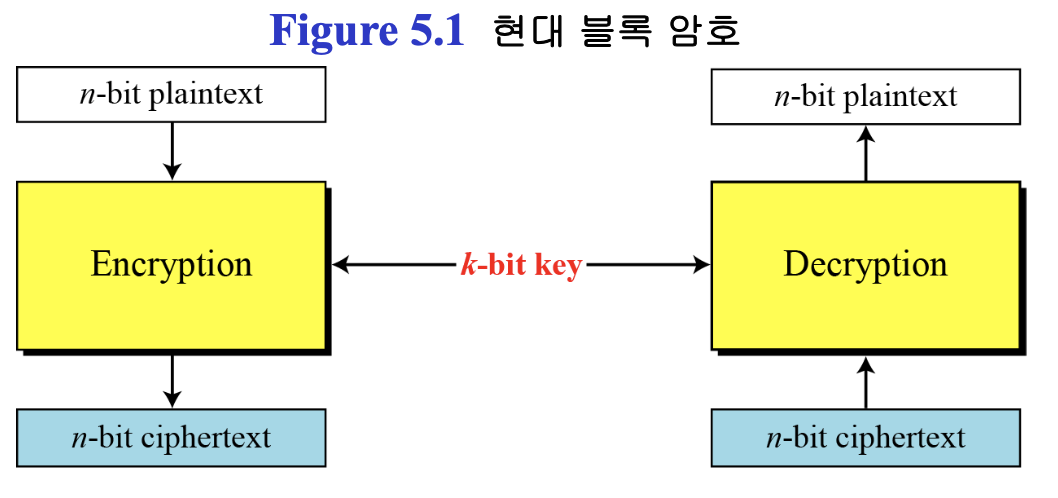 Figure 5.1 현대 블록 암호
n-bit plaintext
n-bit plaintext
Encryption
k-bit key
Decryption
n-bit ciphertext
n-bit ciphertext